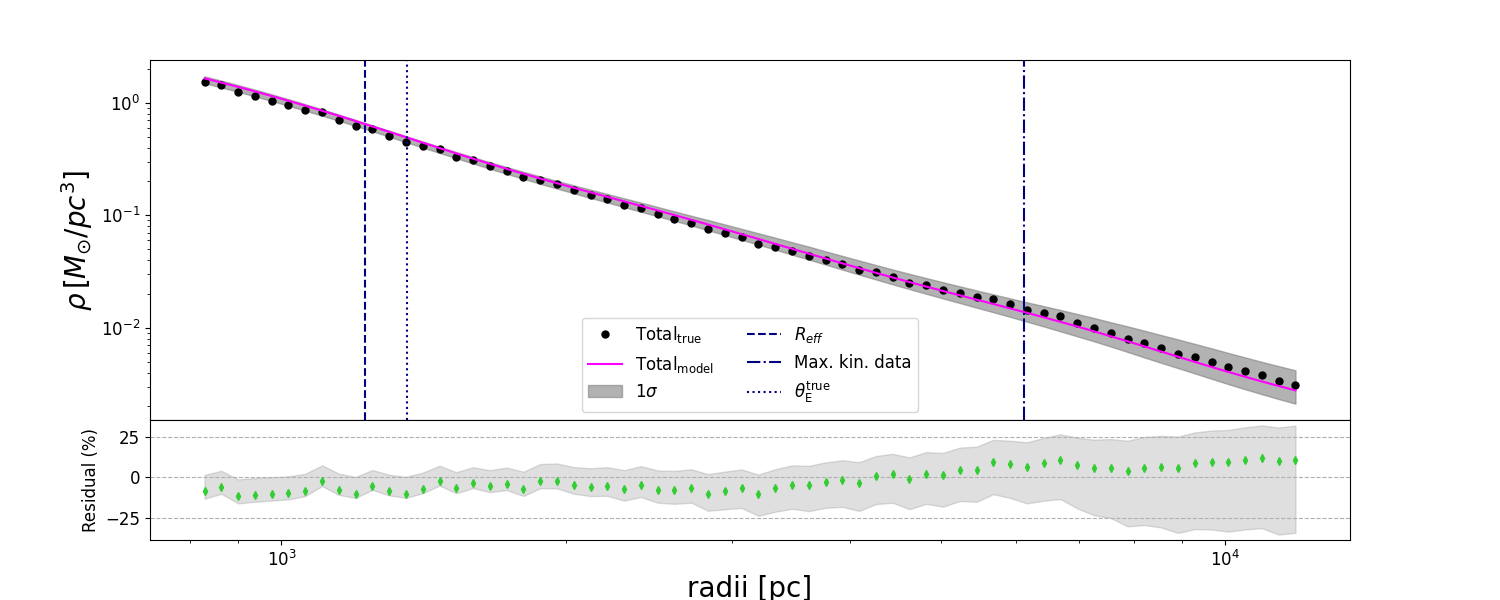 10⁰
10⁻¹
10⁻²
ρ [M⊙/pc³]
Total_true
Total_model
1σ
R_eff
Max. kin. data
θ_E^true
25
0
−25
Residual (%)
10³
10⁴
radii [pc]